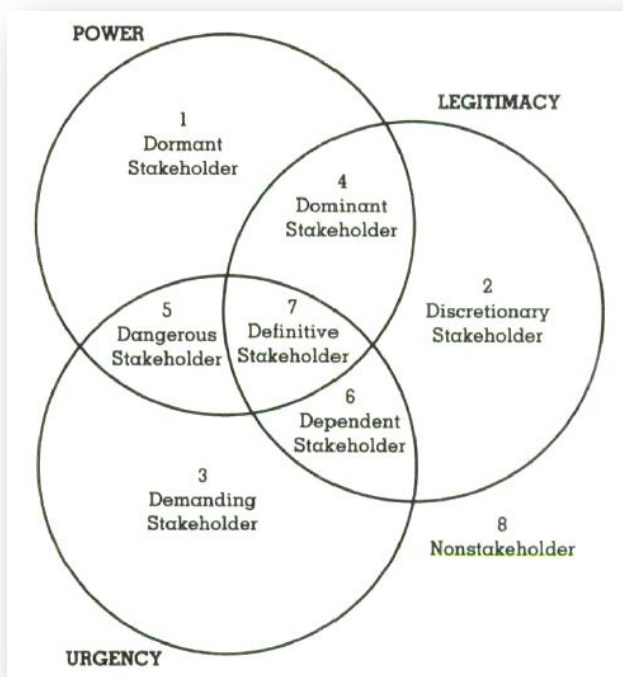 POWER
LEGITIMACY
1
Dormant
Stakeholder
4
Dominant
Stakeholder
2
Discretionary
Stakeholder
5
Dangerous
Stakeholder
7
Definitive
Stakeholder
6
Dependent
Stakeholder
3
Demanding
Stakeholder
8
Nonstakeholder
URGENCY